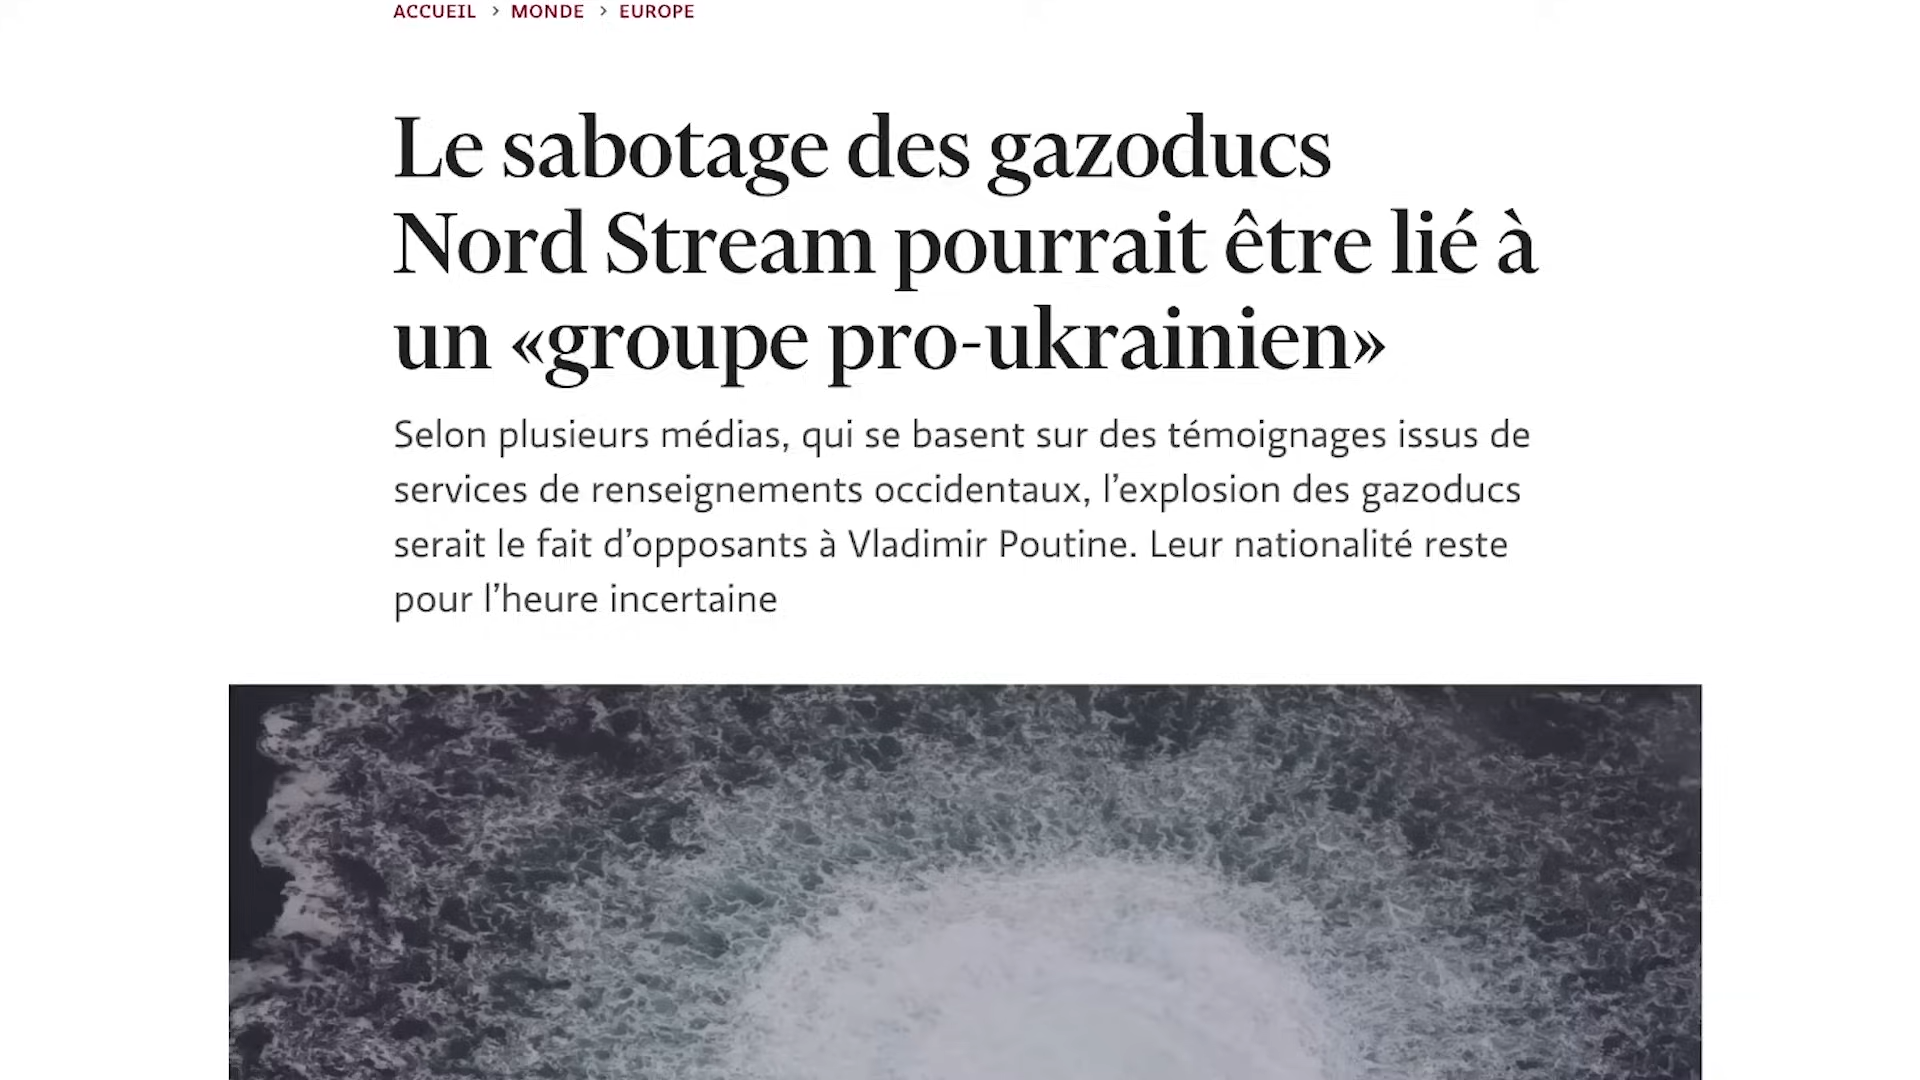 ACCUEIL > MONDE > EUROPE
Le sabotage des gazoducs
Nord Stream pourrait être lié à
un «groupe pro-ukrainien»
Selon plusieurs médias, qui se basent sur des témoignages issus de
services de renseignements occidentaux, l’explosion des gazoducs
serait le fait d’opposants à Vladimir Poutine. Leur nationalité reste
pour l’heure incertaine